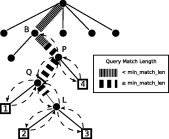 B
P
Query Match Length
< min_match_len
≥ min_match_len
Q
4
1
L
2
3